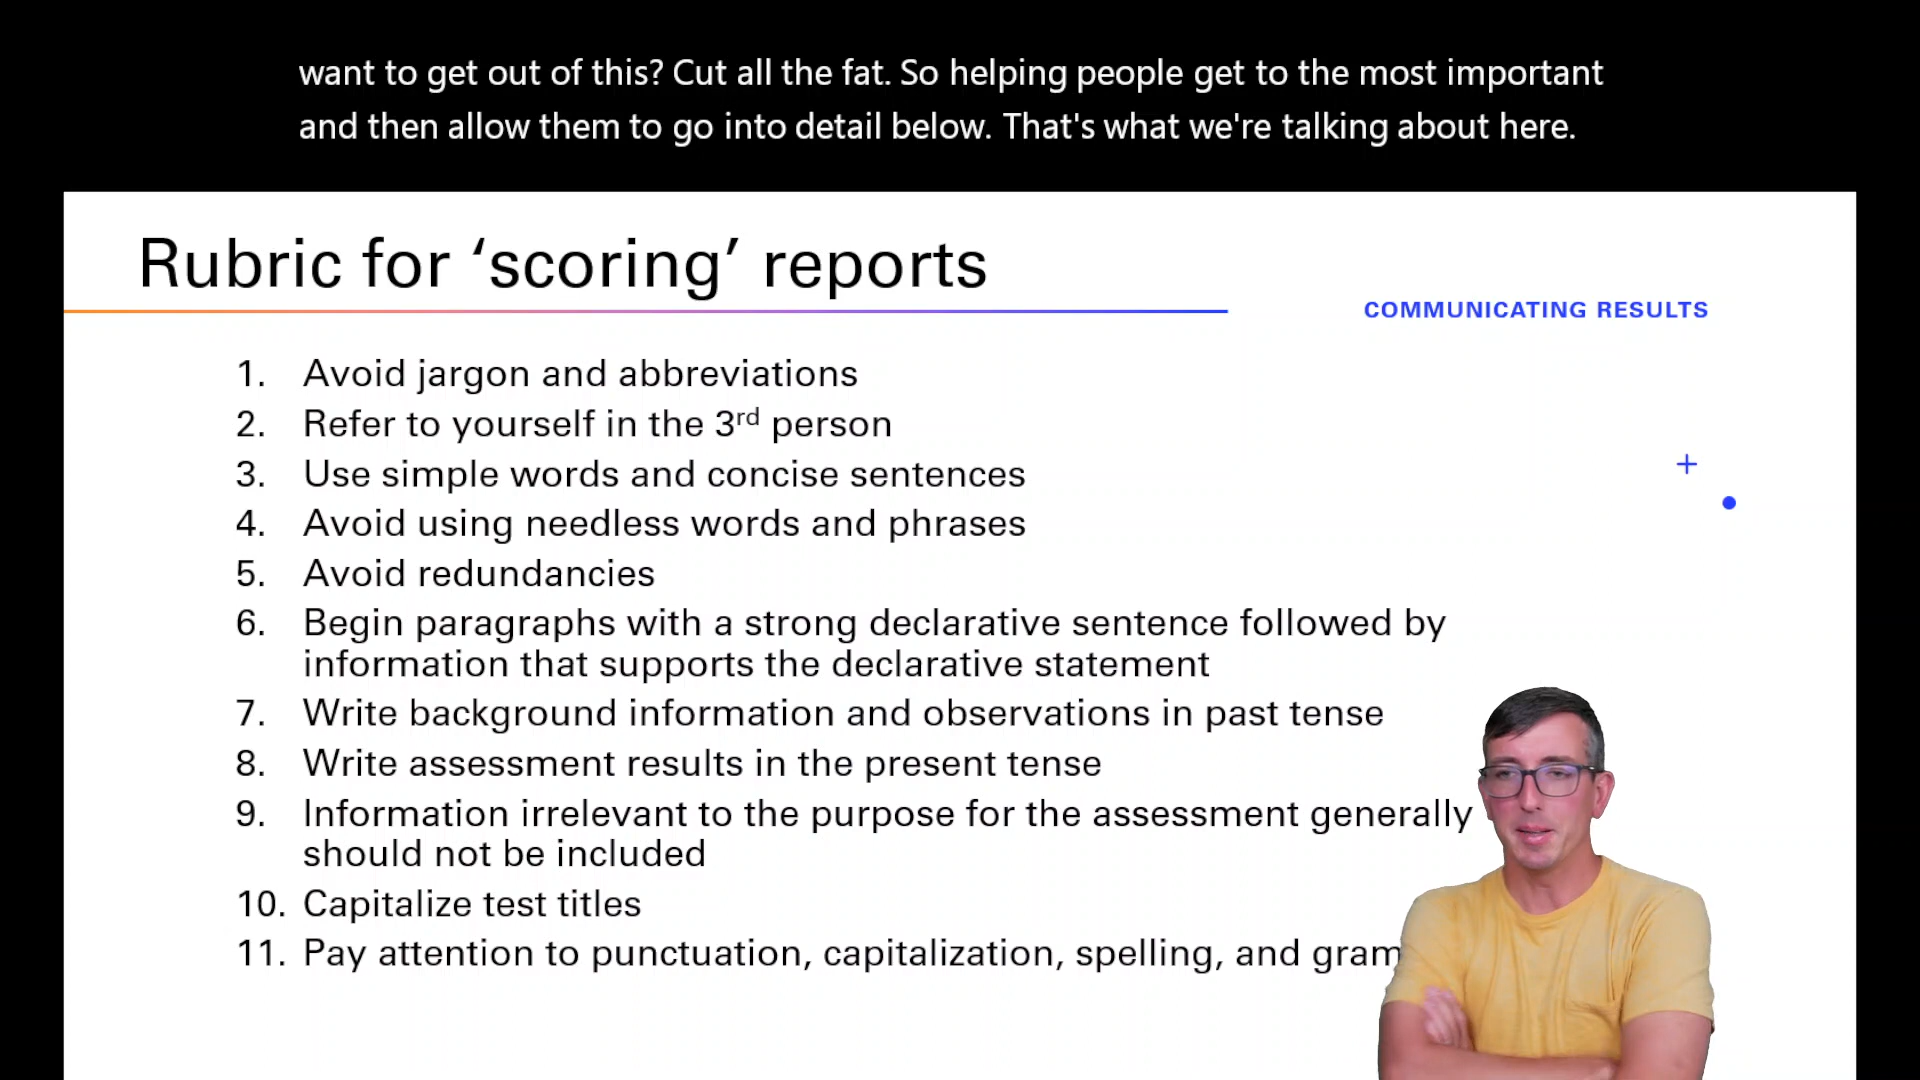 want to get out of this? Cut all the fat. So helping people get to the most important
and then allow them to go into detail below. That's what we're talking about here.
Rubric for ‘scoring’ reports
COMMUNICATING RESULTS
1. Avoid jargon and abbreviations
2. Refer to yourself in the 3rd person
3. Use simple words and concise sentences
4. Avoid using needless words and phrases
5. Avoid redundancies
6. Begin paragraphs with a strong declarative sentence followed by
information that supports the declarative statement
7. Write background information and observations in past tense
8. Write assessment results in the present tense
9. Information irrelevant to the purpose for the assessment generally
should not be included
10. Capitalize test titles
11. Pay attention to punctuation, capitalization, spelling, and gram